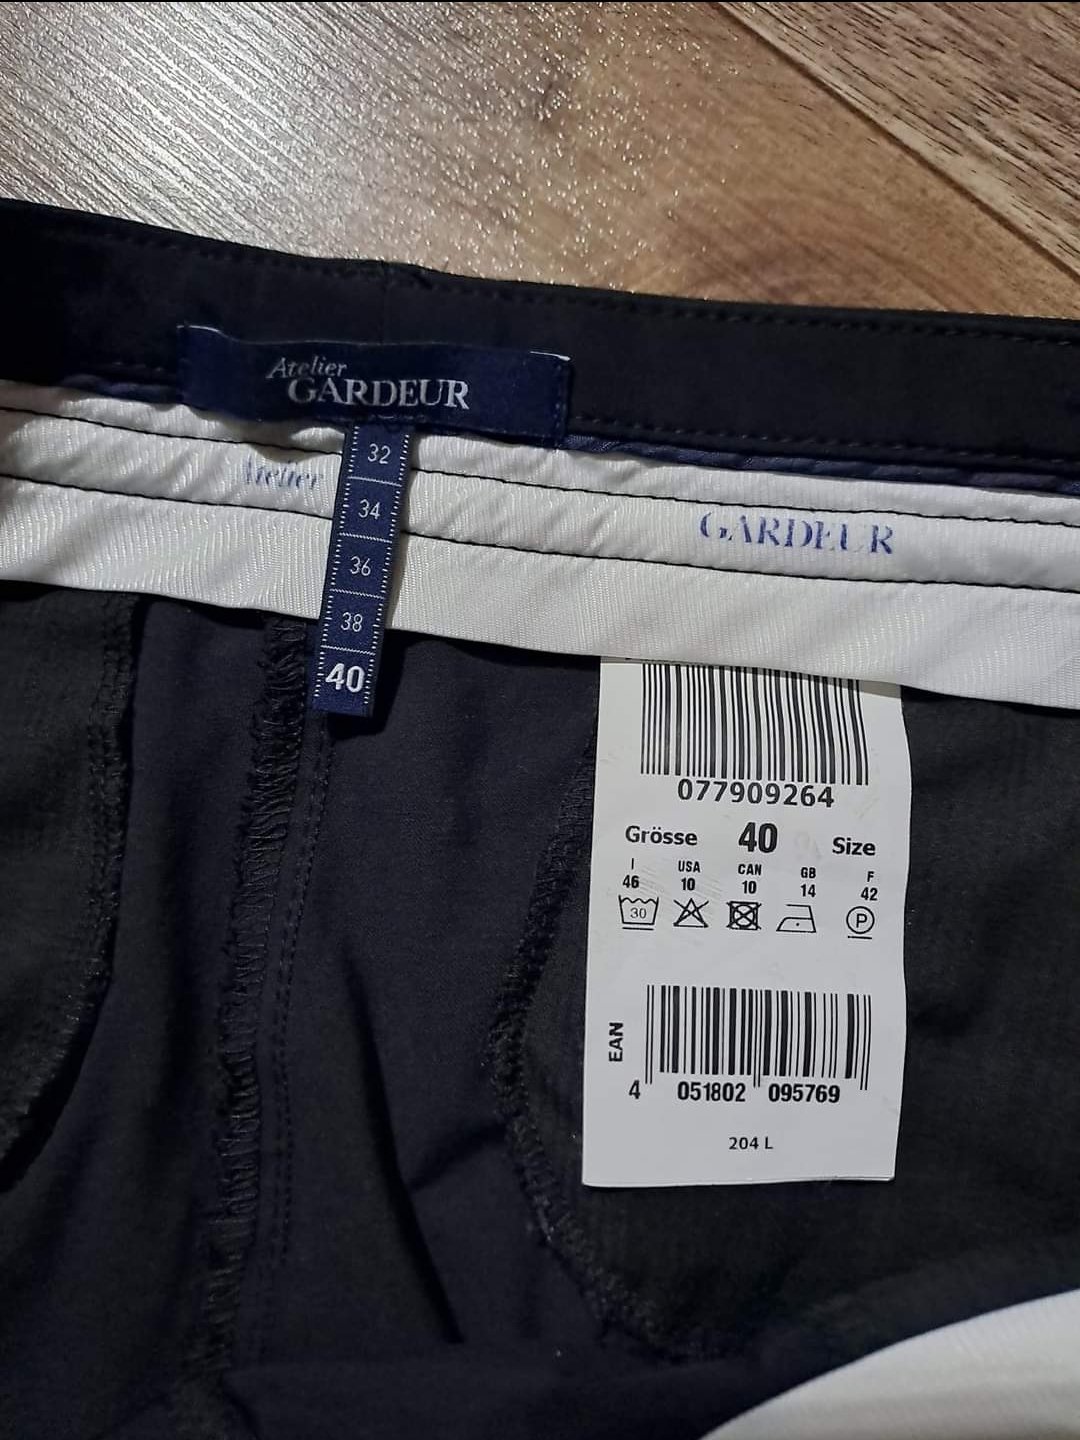 Atelier
GARDEUR
32
34
36
38
40
Atelier
GARDEUR
077909264
Grösse 40 Size
I USA CAN GB F
46 10 10 14 42
30 P
EAN
4 051802 095769
204 L